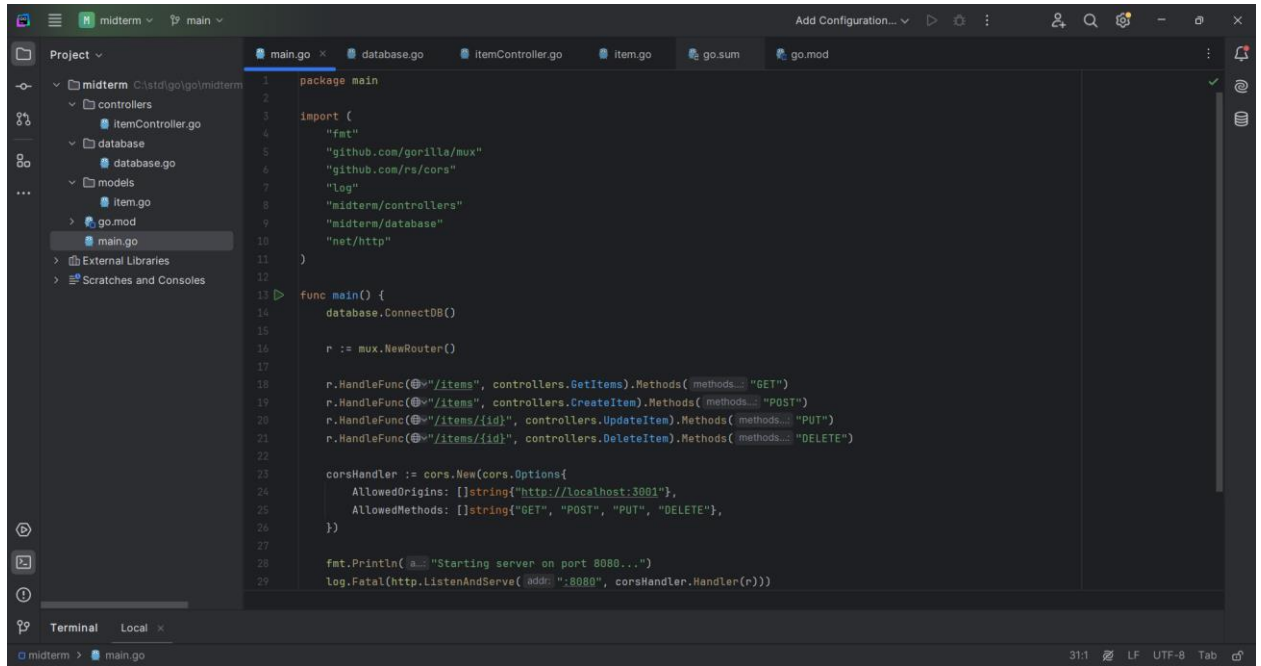 M midterm main Add Configuration...
Project
main.go database.go itemController.go item.go go.sum go.mod
midterm C:\std\go\go\midterm
controllers
itemController.go
database
database.go
models
item.go
go.mod
main.go
External Libraries
Scratches and Consoles
1 package main
2
3 import (
4 "fmt"
5 "github.com/gorilla/mux"
6 "github.com/rs/cors"
7 "log"
8 "midterm/controllers"
9 "midterm/database"
10 "net/http"
11 )
12
13 func main() {
14 database.ConnectDB()
15
16 r := mux.NewRouter()
17
18 r.HandleFunc("/items", controllers.GetItems).Methods( methods...: "GET")
19 r.HandleFunc("/items", controllers.CreateItem).Methods( methods...: "POST")
20 r.HandleFunc("/items/{id}", controllers.UpdateItem).Methods( methods...: "PUT")
21 r.HandleFunc("/items/{id}", controllers.DeleteItem).Methods( methods...: "DELETE")
22
23 corsHandler := cors.New(cors.Options{
24 AllowedOrigins: []string{"http://localhost:3001"},
25 AllowedMethods: []string{"GET", "POST", "PUT", "DELETE"},
26 })
27
28 fmt.Println( a...: "Starting server on port 8080...")
29 log.Fatal(http.ListenAndServe( addr: ":8080", corsHandler.Handler(r)))
Terminal Local
midterm > main.go 31:1 LF UTF-8 Tab